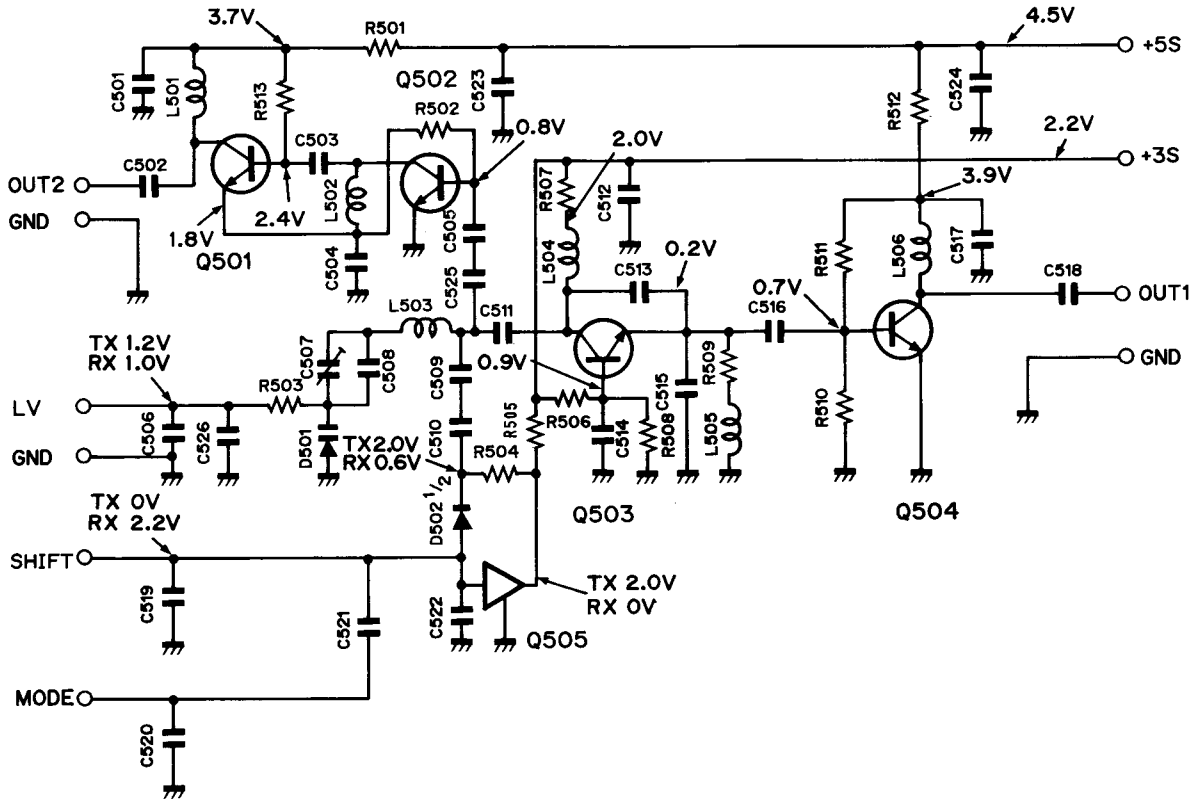 3.7V
R501
4.5V
+5S
C501
L501
R513
Q502
C523
R512
C524
R502
0.8V
2.0V
2.2V
C503
+3S
C502
OUT2
L502
R507
C512
3.9V
GND
2.4V
1.8V
Q501
C504
C505
L504
R511
L506
C517
C513
0.2V
C525
C518
OUT1
L503
C511
0.7V
C516
TX 1.2V
RX 1.0V
C507
C508
0.9V
GND
R503
C509
R509
LV
C515
C506
C526
D501
C510
R505
R506
C514
R508
L505
R510
GND
TX2.0V
RX 0.6V
R504
TX 0V
RX 2.2V
D502 1/2
Q503
Q504
SHIFT
TX 2.0V
RX 0V
C519
C521
C522
Q505
MODE
C520